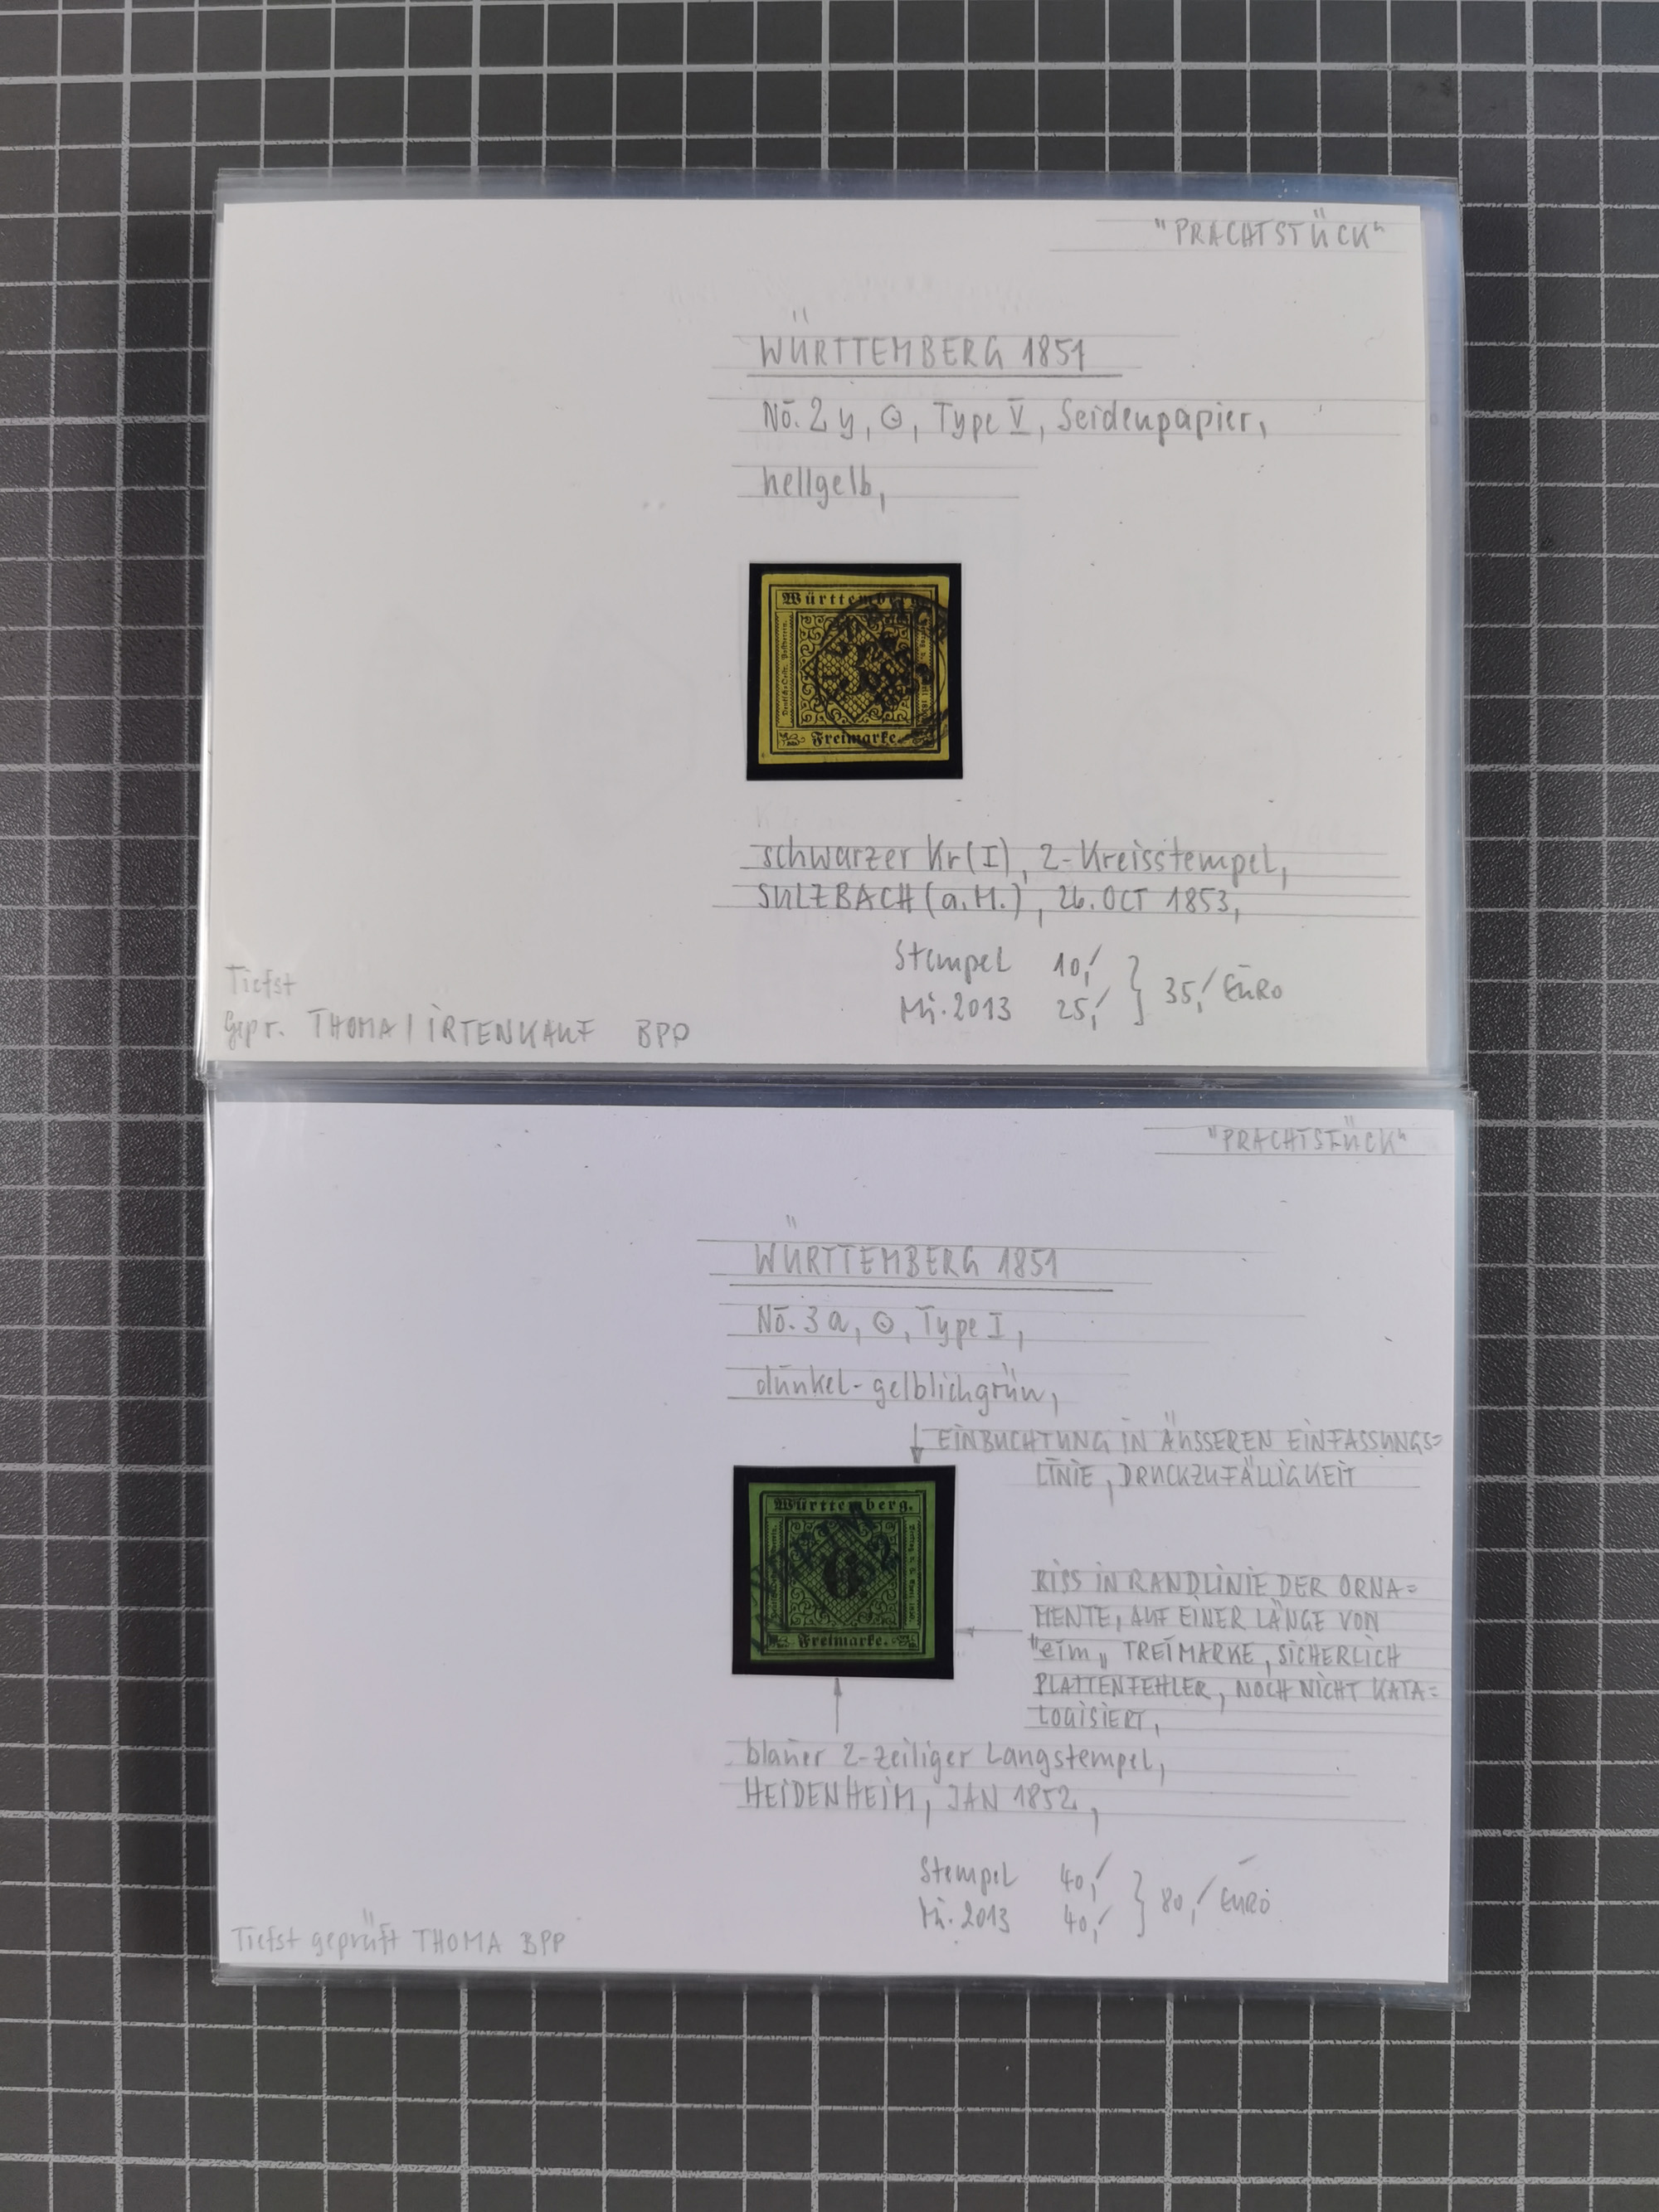 "PRACHTSTÜCK"
WÜRTTEMBERG 1851
No. 2y, ⊙, Type V, Seidenpapier,
hellgelb,
Württemberg.
3
Freimarke.
schwarzer Kr(I), 2-Kreisstempel,
SULZBACH (a.M.), 26. OCT 1853,
Stempel 10,/
Mi. 2013 25,/ } 35,/ EURO
Tiefst
Gepr. THOMA / IRTENKAUF BPP
"PRACHTSTÜCK"
WÜRTTEMBERG 1851
No. 3a, ⊙, Type I,
dunkel-gelblichgrün,
EINBUCHTUNG IN ÄUSSEREN EINFASSUNGS=
LINIE, DRUCKZUFÄLLIGKEIT
Württemberg.
6
Freimarke.
RISS IN RANDLINIE DER ORNA=
MENTE, AUF EINER LÄNGE VON
"eim" FREIMARKE, SICHERLICH
PLATTENFEHLER, NOCH NICHT KATA=
LOGISIERT,
blauer 2-zeiliger Langstempel,
HEIDENHEIM, JAN 1852,
Stempel 40,/
Mi. 2013 40,/ } 80,/ EURO
Tiefst geprüft THOMA BPP